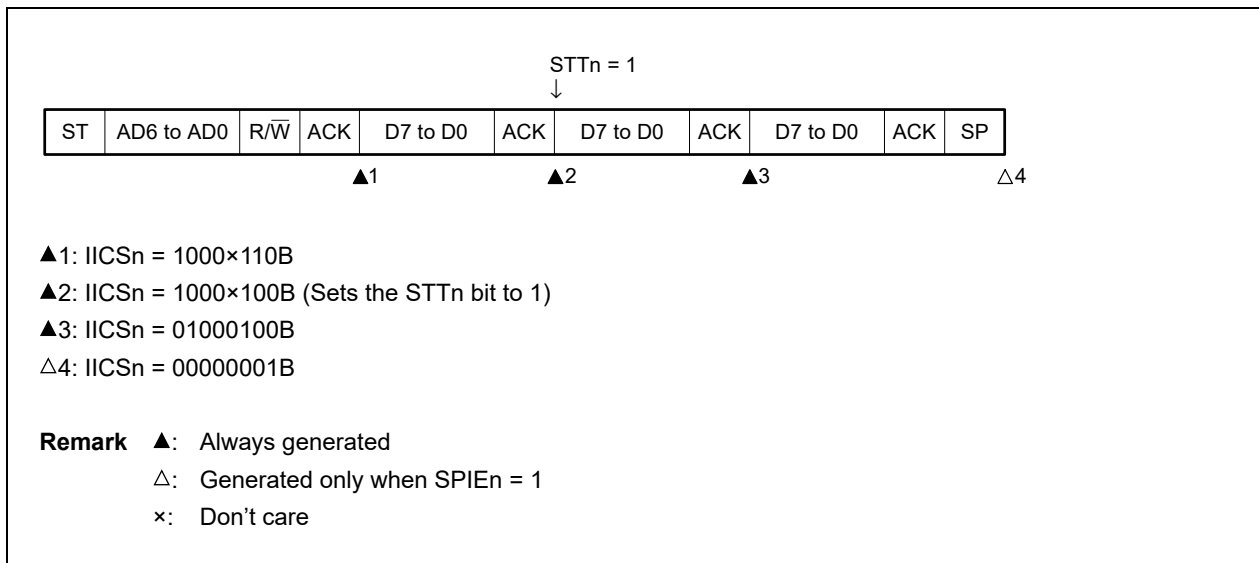 STTn = 1
↓
ST AD6 to AD0 R/W̅ ACK D7 to D0 ACK D7 to D0 ACK D7 to D0 ACK SP
▲1 ▲2 ▲3 △4
▲1: IICSn = 1000×110B
▲2: IICSn = 1000×100B (Sets the STTn bit to 1)
▲3: IICSn = 01000100B
△4: IICSn = 00000001B
Remark ▲: Always generated
△: Generated only when SPIEn = 1
×: Don’t care